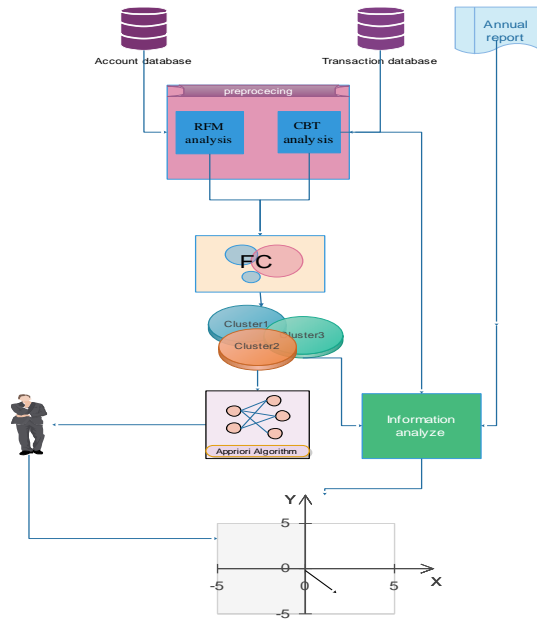 Annual
report
Account database
Transaction database
preprocecing
RFM
analysis
CBT
analysis
FC
Cluster1
Cluster3
Cluster2
Information
analyze
Appriori Algorithm
Y
5
-5
0
5
X
-5